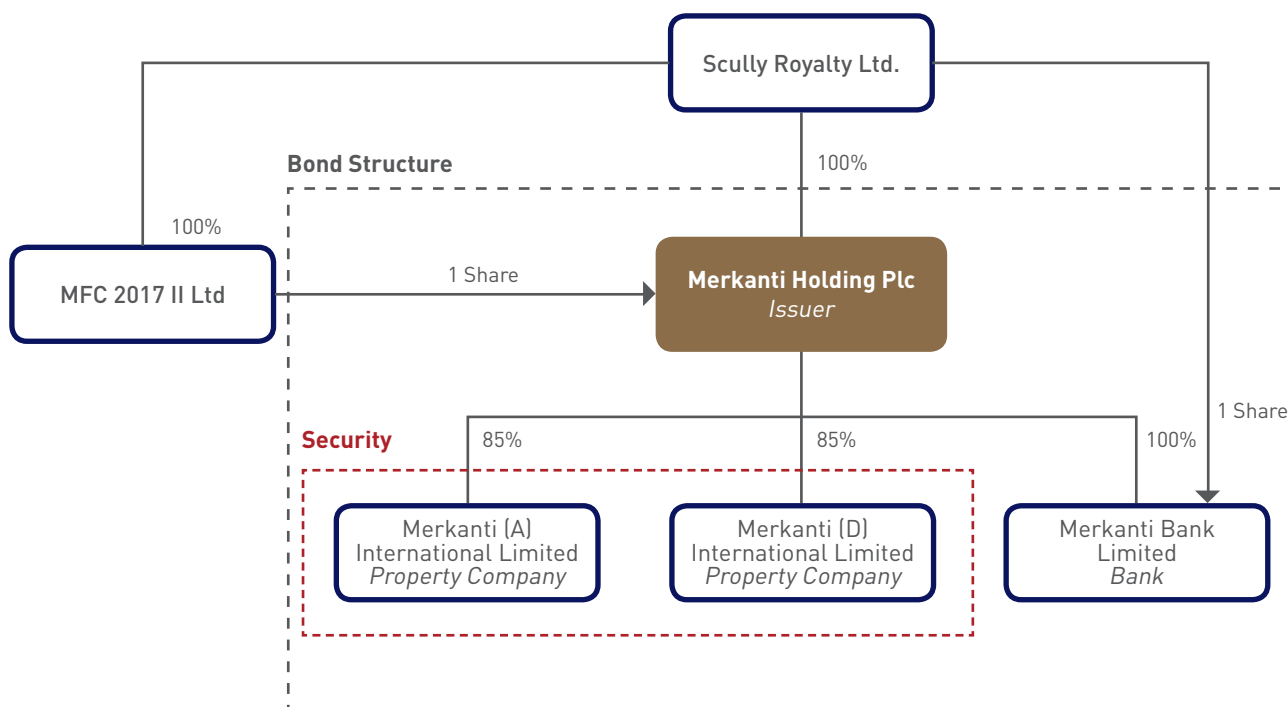 Scully Royalty Ltd.
Bond Structure
100%
100%
MFC 2017 II Ltd
1 Share
Merkanti Holding Plc
Issuer
1 Share
Security
85%
85%
100%
Merkanti (A)
International Limited
Property Company
Merkanti (D)
International Limited
Property Company
Merkanti Bank
Limited
Bank